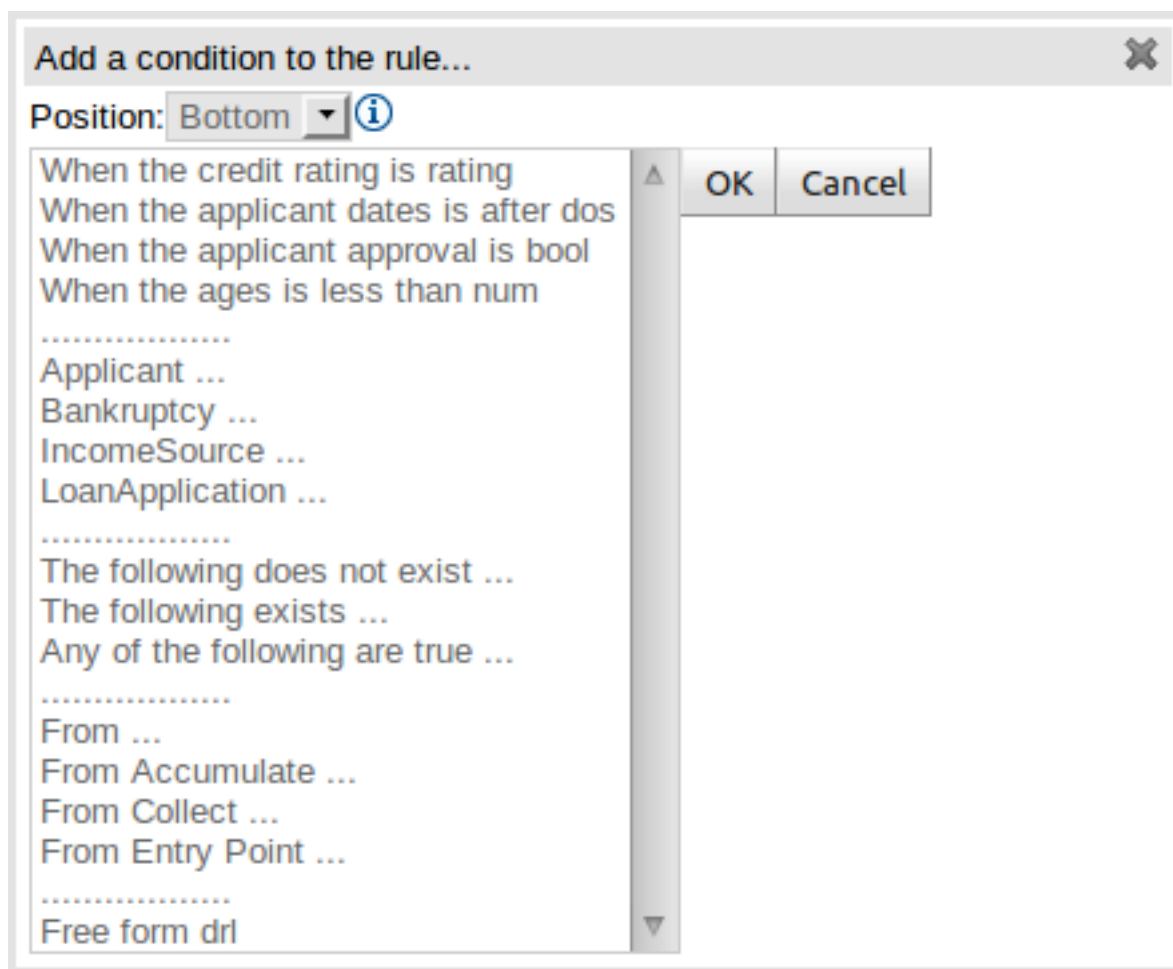 Add a condition to the rule...
Position: Bottom
When the credit rating is rating
OK
Cancel
When the applicant dates is after dos
When the applicant approval is bool
When the ages is less than num
..................
Applicant ...
Bankruptcy ...
IncomeSource ...
LoanApplication ...
..................
The following does not exist ...
The following exists ...
Any of the following are true ...
..................
From ...
From Accumulate ...
From Collect ...
From Entry Point ...
..................
Free form drl